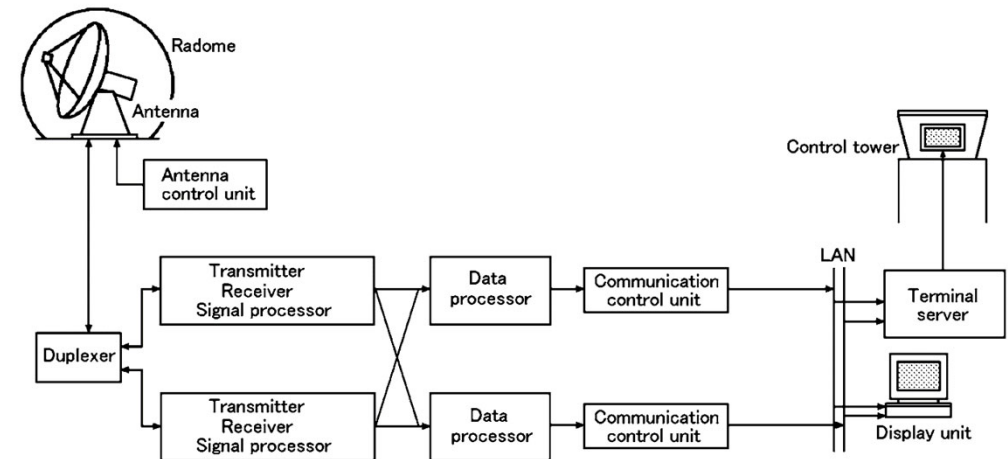 Radome
Antenna
Control tower
Antenna
control unit
LAN
Transmitter
Receiver
Signal processor
Data
processor
Communication
control unit
Terminal
server
Duplexer
Transmitter
Receiver
Signal processor
Data
processor
Communication
control unit
Display unit